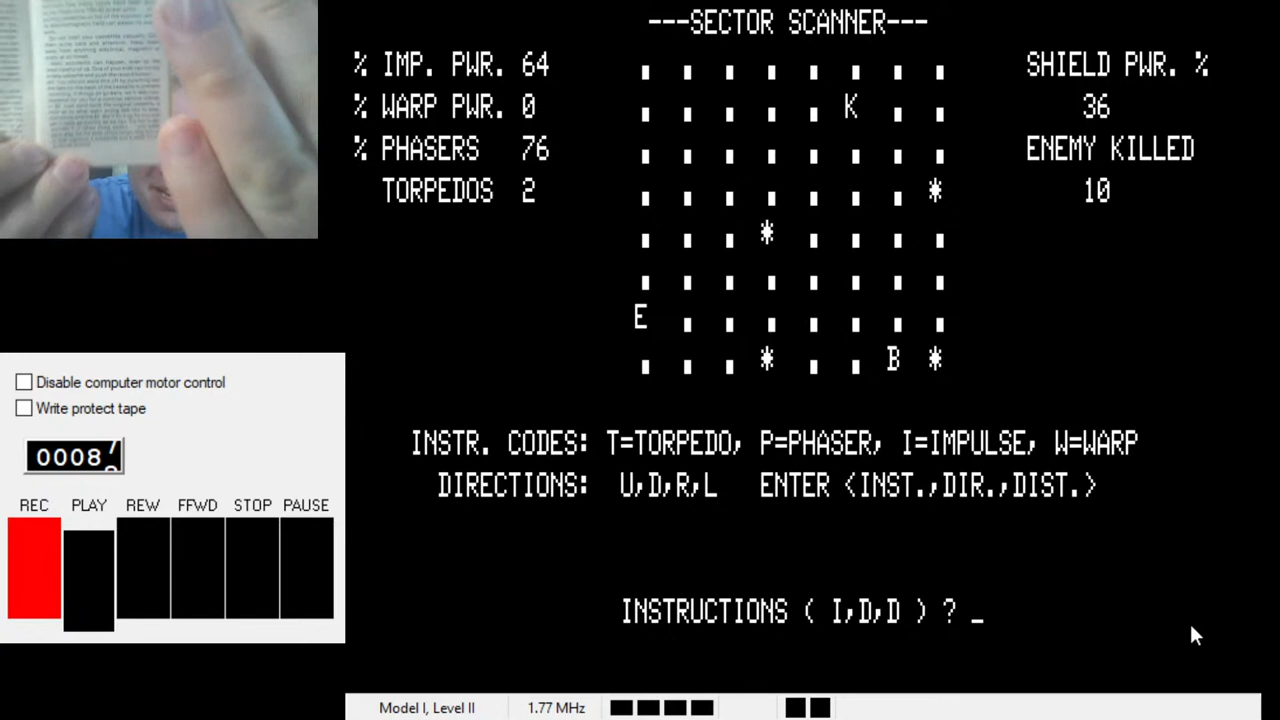 ---SECTOR SCANNER---
% IMP. PWR. 64
% WARP PWR. 0
% PHASERS 76
TORPEDOS 2
. . . . . . . .
. . . . . K . .
. . . . . . . .
. . . . . . . *
. . . * . . . .
. . . . . . . .
E . . . . . . .
. . . * . . B *
SHIELD PWR. %
36
ENEMY KILLED
10
INSTR. CODES: T=TORPEDO, P=PHASER, I=IMPULSE, W=WARP
DIRECTIONS: U,D,R,L ENTER <INST.,DIR.,DIST.>
INSTRUCTIONS ( I,D,D ) ? _
Disable computer motor control
Write protect tape
0008
REC PLAY REW FFWD STOP PAUSE
Model I, Level II 1.77 MHz